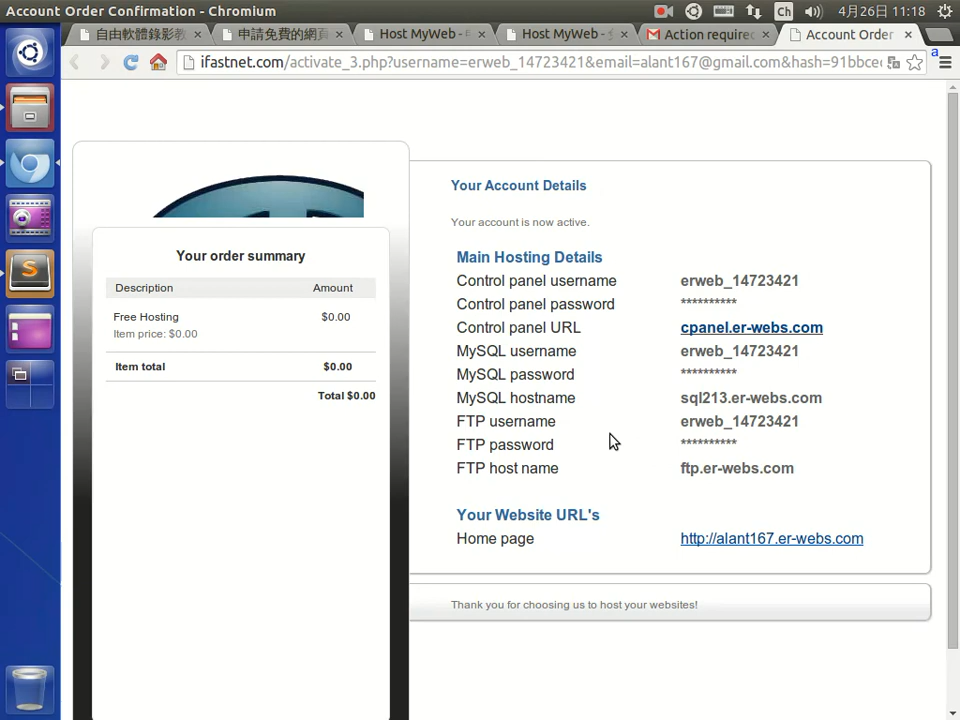 Account Order Confirmation - Chromium
Ch
4月26日 11:18
自由軟體錄影教
申請免費的網頁
Host MyWeb -
Host MyWeb -
Action require
Account Order
ifastnet.com/activate_3.php?username=erweb_14723421&email=alant167@gmail.com&hash=91bbce
a
Your order summary
Description Amount
Free Hosting $0.00
Item price: $0.00
Item total $0.00
Total $0.00
Your Account Details
Your account is now active.
Main Hosting Details
Control panel username erweb_14723421
Control panel password **********
Control panel URL cpanel.er-webs.com
MySQL username erweb_14723421
MySQL password **********
MySQL hostname sql213.er-webs.com
FTP username erweb_14723421
FTP password **********
FTP host name ftp.er-webs.com
Your Website URL's
Home page http://alant167.er-webs.com
Thank you for choosing us to host your websites!